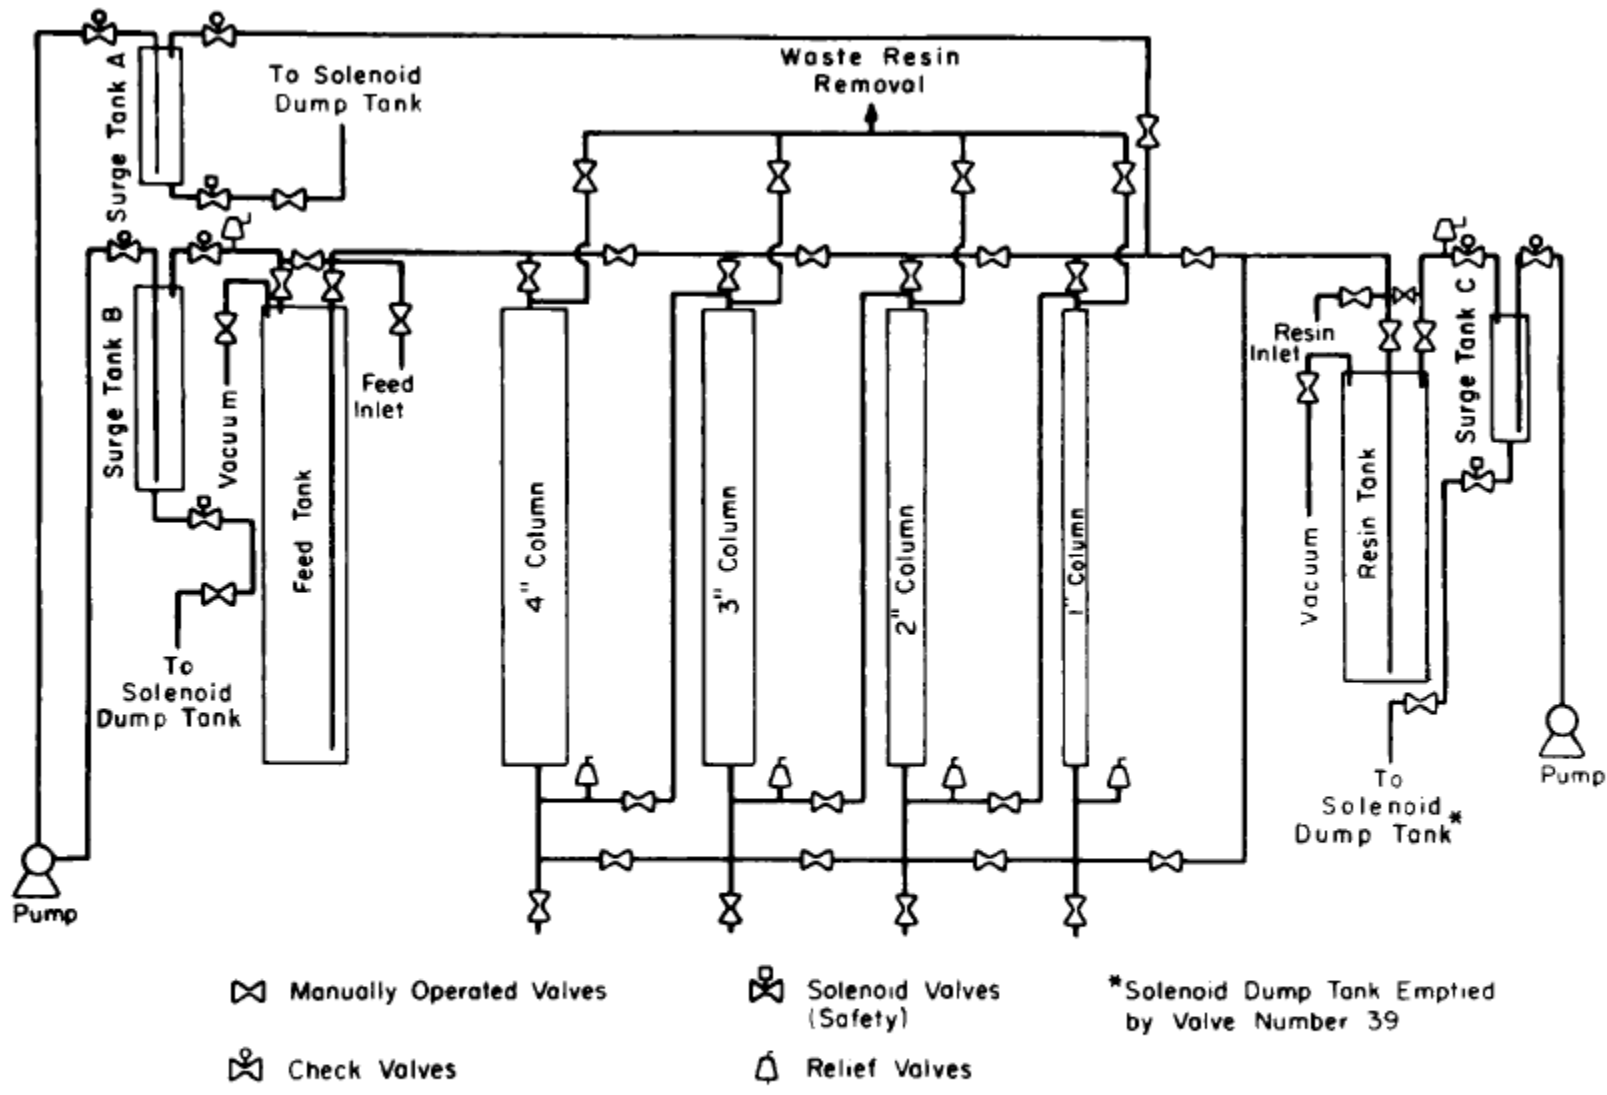 Surge Tank A
To Solenoid
Dump Tank
Waste Resin
Removal
Surge Tank B
Vacuum
Feed Tank
Feed
Inlet
To
Solenoid
Dump Tank
4" Column
3" Column
2" Column
1" Column
Resin
Inlet
Vacuum
Resin Tank
Surge Tank C
To
Solenoid
Dump Tank*
Pump
Pump
Manually Operated Valves
Check Valves
Solenoid Valves
(Safety)
Relief Valves
*Solenoid Dump Tank Emptied
by Valve Number 39